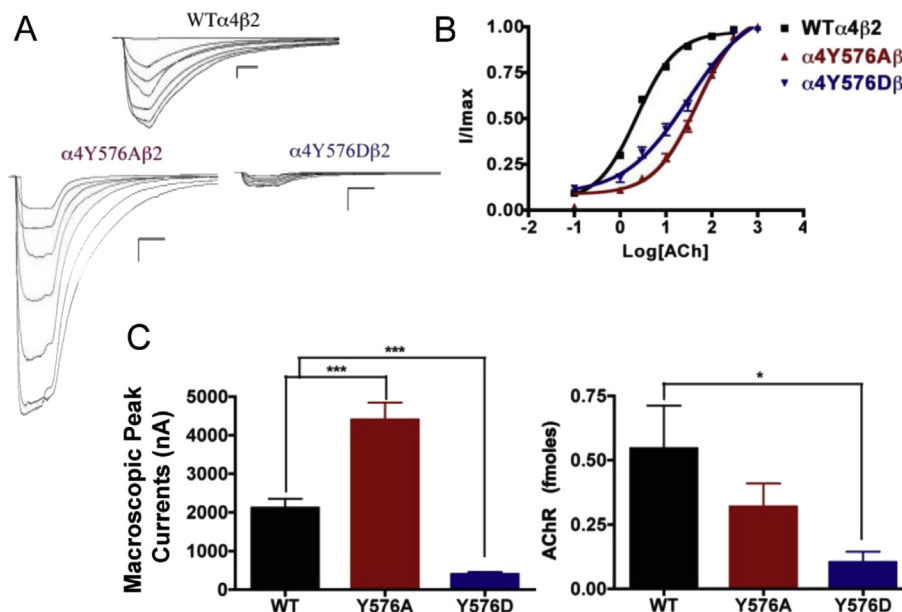 A
WTα4β2
α4Y576Aβ2
α4Y576Dβ2
B
1.00
0.75
0.50
0.25
0.00
I/Imax
-2 -1 0 1 2 3 4
Log[ACh]
WTα4β2
α4Y576Aβ
α4Y576Dβ
C
Macroscopic Peak
Currents (nA)
5000
4000
3000
2000
1000
0
***
***
WT Y576A Y576D
AChR (fmoles)
0.75
0.50
0.25
0.00
*
WT Y576A Y576D